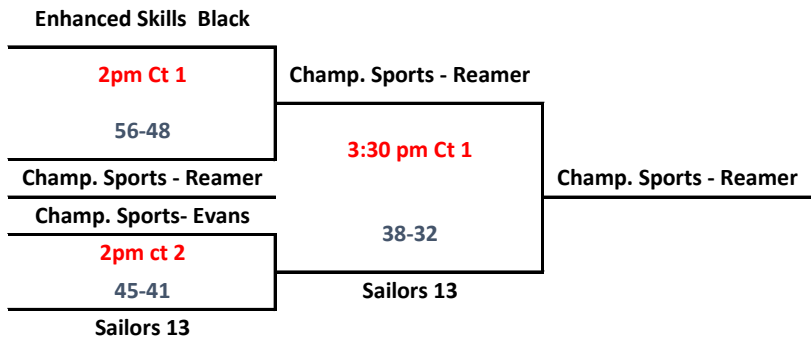 Enhanced Skills  Black
2pm Ct 1
56-48
Champ. Sports - Reamer
Champ. Sports- Evans
2pm ct 2
45-41
Sailors 13
Champ. Sports - Reamer
3:30 pm Ct 1
38-32
Sailors 13
Champ. Sports - Reamer